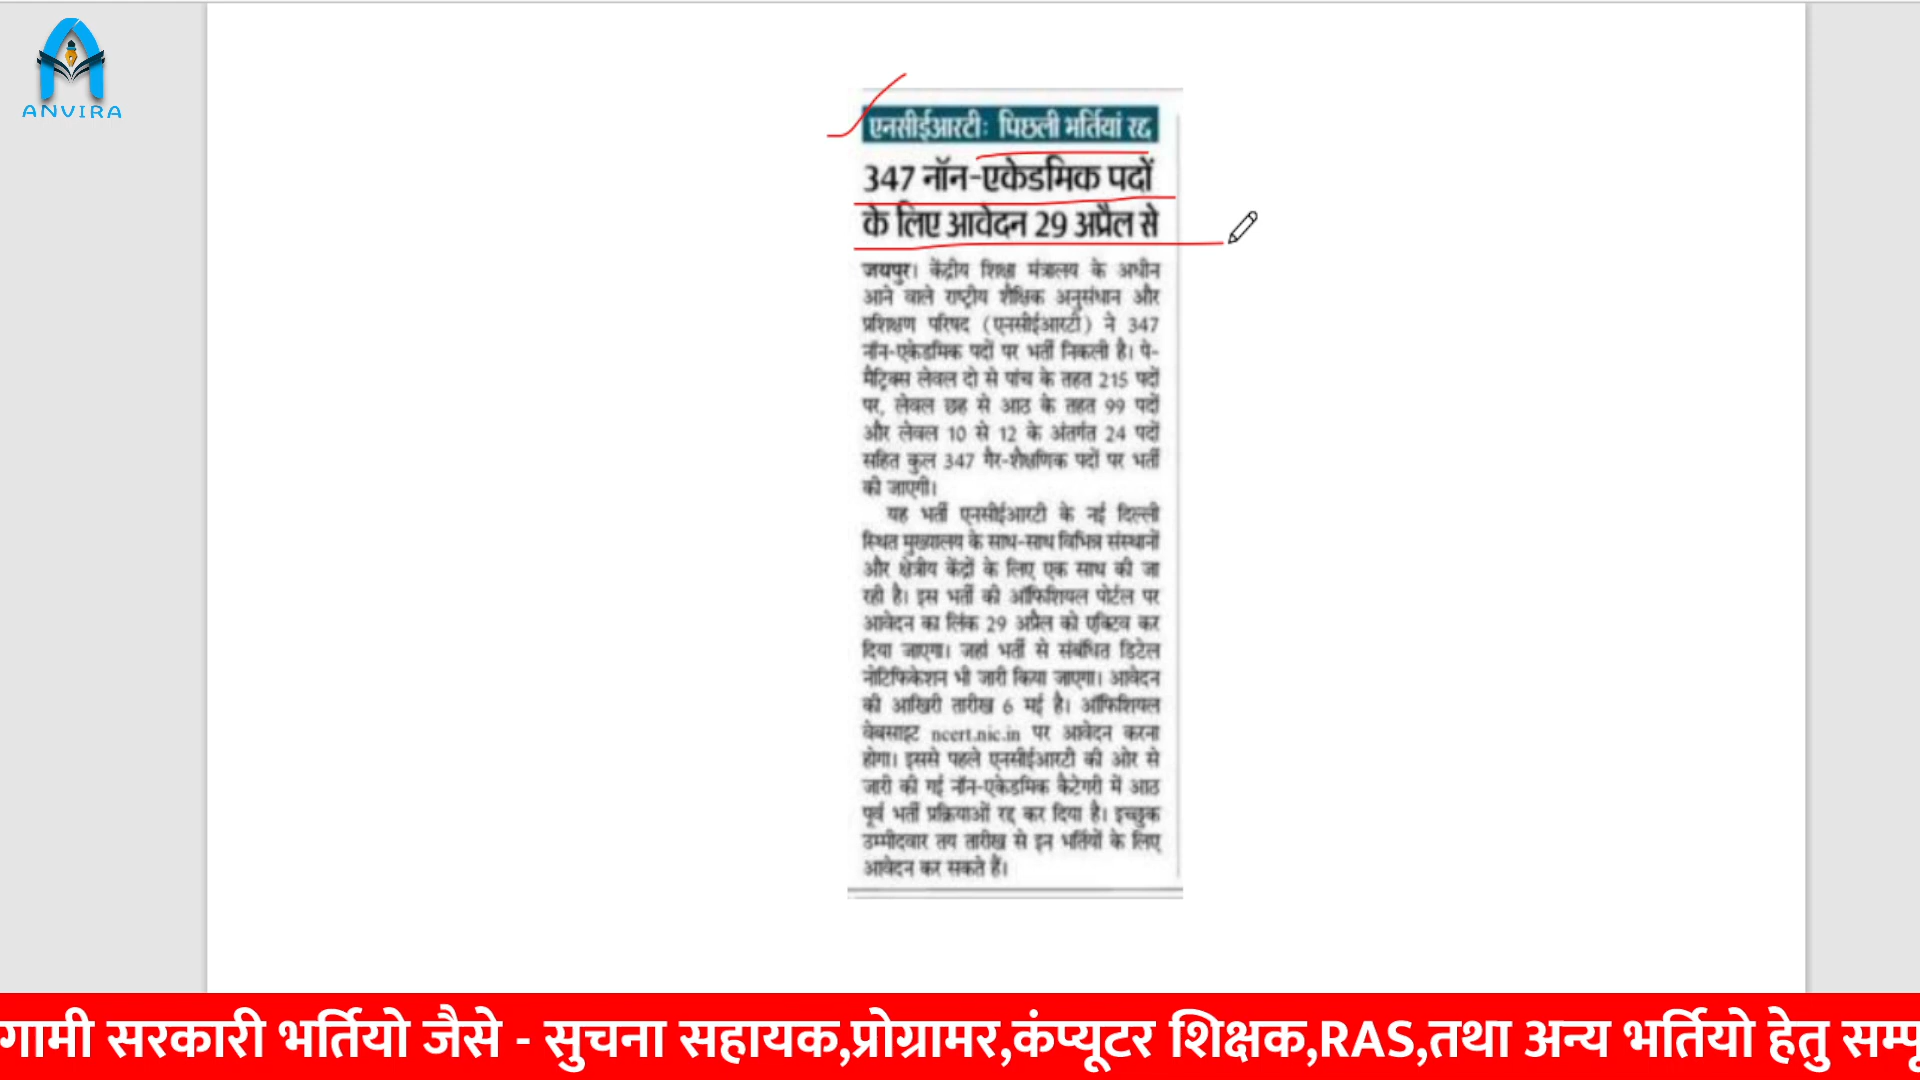 ANVIRA
एनसीईआरटीः पिछली भर्तियां रद्द
347 नॉन-एकेडमिक पदों
के लिए आवेदन 29 अप्रैल से
जयपुर। केंद्रीय शिक्षा मंत्रालय के अधीन
आने वाले राष्ट्रीय शैक्षिक अनुसंधान और
प्रशिक्षण परिषद (एनसीईआरटी) ने 347
नॉन-एकेडमिक पदों पर भर्ती निकली है। पे-
मैट्रिक्स लेवल दो से पांच के तहत 215 पदों
पर, लेवल छह से आठ के तहत 99 पदों
और लेवल 10 से 12 के अंतर्गत 24 पदों
सहित कुल 347 गैर-शैक्षणिक पदों पर भर्ती
की जाएगी।
यह भर्ती एनसीईआरटी के नई दिल्ली
स्थित मुख्यालय के साथ-साथ विभिन्न संस्थानों
और क्षेत्रीय केंद्रों के लिए एक साथ की जा
रही है। इस भर्ती की ऑफिशियल पोर्टल पर
आवेदन का लिंक 29 अप्रैल को एक्टिव कर
दिया जाएगा। जहां भर्ती से संबंधित डिटेल
नोटिफिकेशन भी जारी किया जाएगा। आवेदन
की आखिरी तारीख 6 मई है। ऑफिशियल
वेबसाइट ncert.nic.in पर आवेदन करना
होगा। इससे पहले एनसीईआरटी की ओर से
जारी की गई नॉन-एकेडमिक कैटेगरी में आठ
पूर्व भर्ती प्रक्रियाओं रद्द कर दिया है। इच्छुक
उम्मीदवार तय तारीख से इन भर्तियों के लिए
आवेदन कर सकते हैं।
गामी सरकारी भर्तियो जैसे - सुचना सहायक,प्रोग्रामर,कंप्यूटर शिक्षक,RAS,तथा अन्य भर्तियो हेतु सम्पू